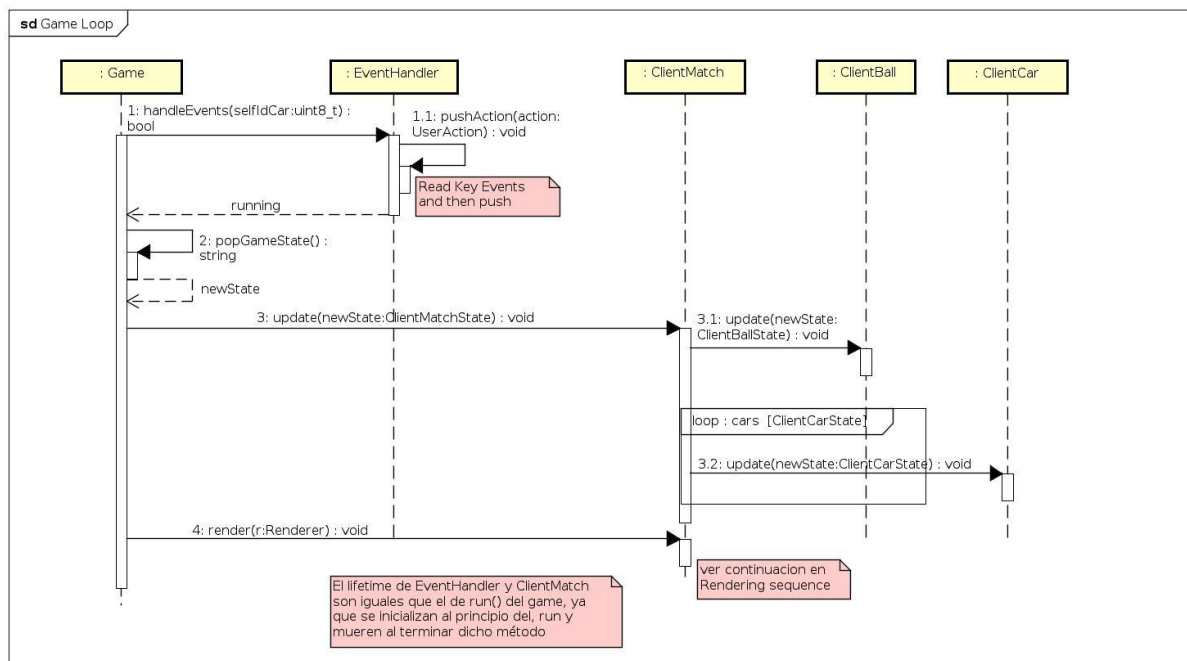 sd Game Loop
: Game
: EventHandler
: ClientMatch
: ClientBall
: ClientCar
1: handleEvents(selfIdCar:uint8_t) :
bool
1.1: pushAction(action:
UserAction) : void
Read Key Events
and then push
running
2: popGameState() :
string
newState
3: update(newState:ClientMatchState) : void
3.1: update(newState:
ClientBallState) : void
loop : cars [ClientCarState]
3.2: update(newState:ClientCarState) : void
4: render(r:Renderer) : void
ver continuacion en
Rendering sequence
El lifetime de EventHandler y ClientMatch
son iguales que el de run() del game, ya
que se inicializan al principio del, run y
mueren al terminar dicho método